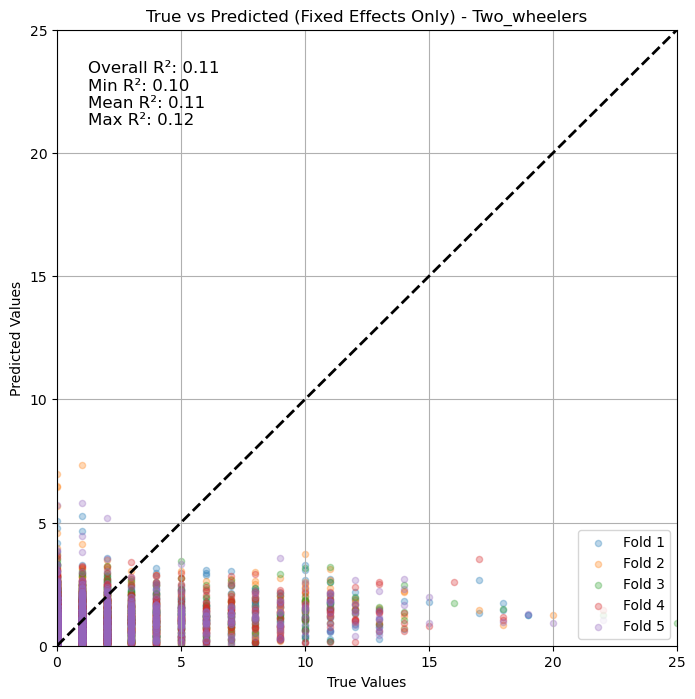 True vs Predicted (Fixed Effects Only) - Two_wheelers
25
Overall R²: 0.11
Min R²: 0.10
Mean R²: 0.11
Max R²: 0.12
20
15
Predicted Values
10
5
Fold 1
Fold 2
Fold 3
Fold 4
Fold 5
0
0 5 10 15 20 25
True Values